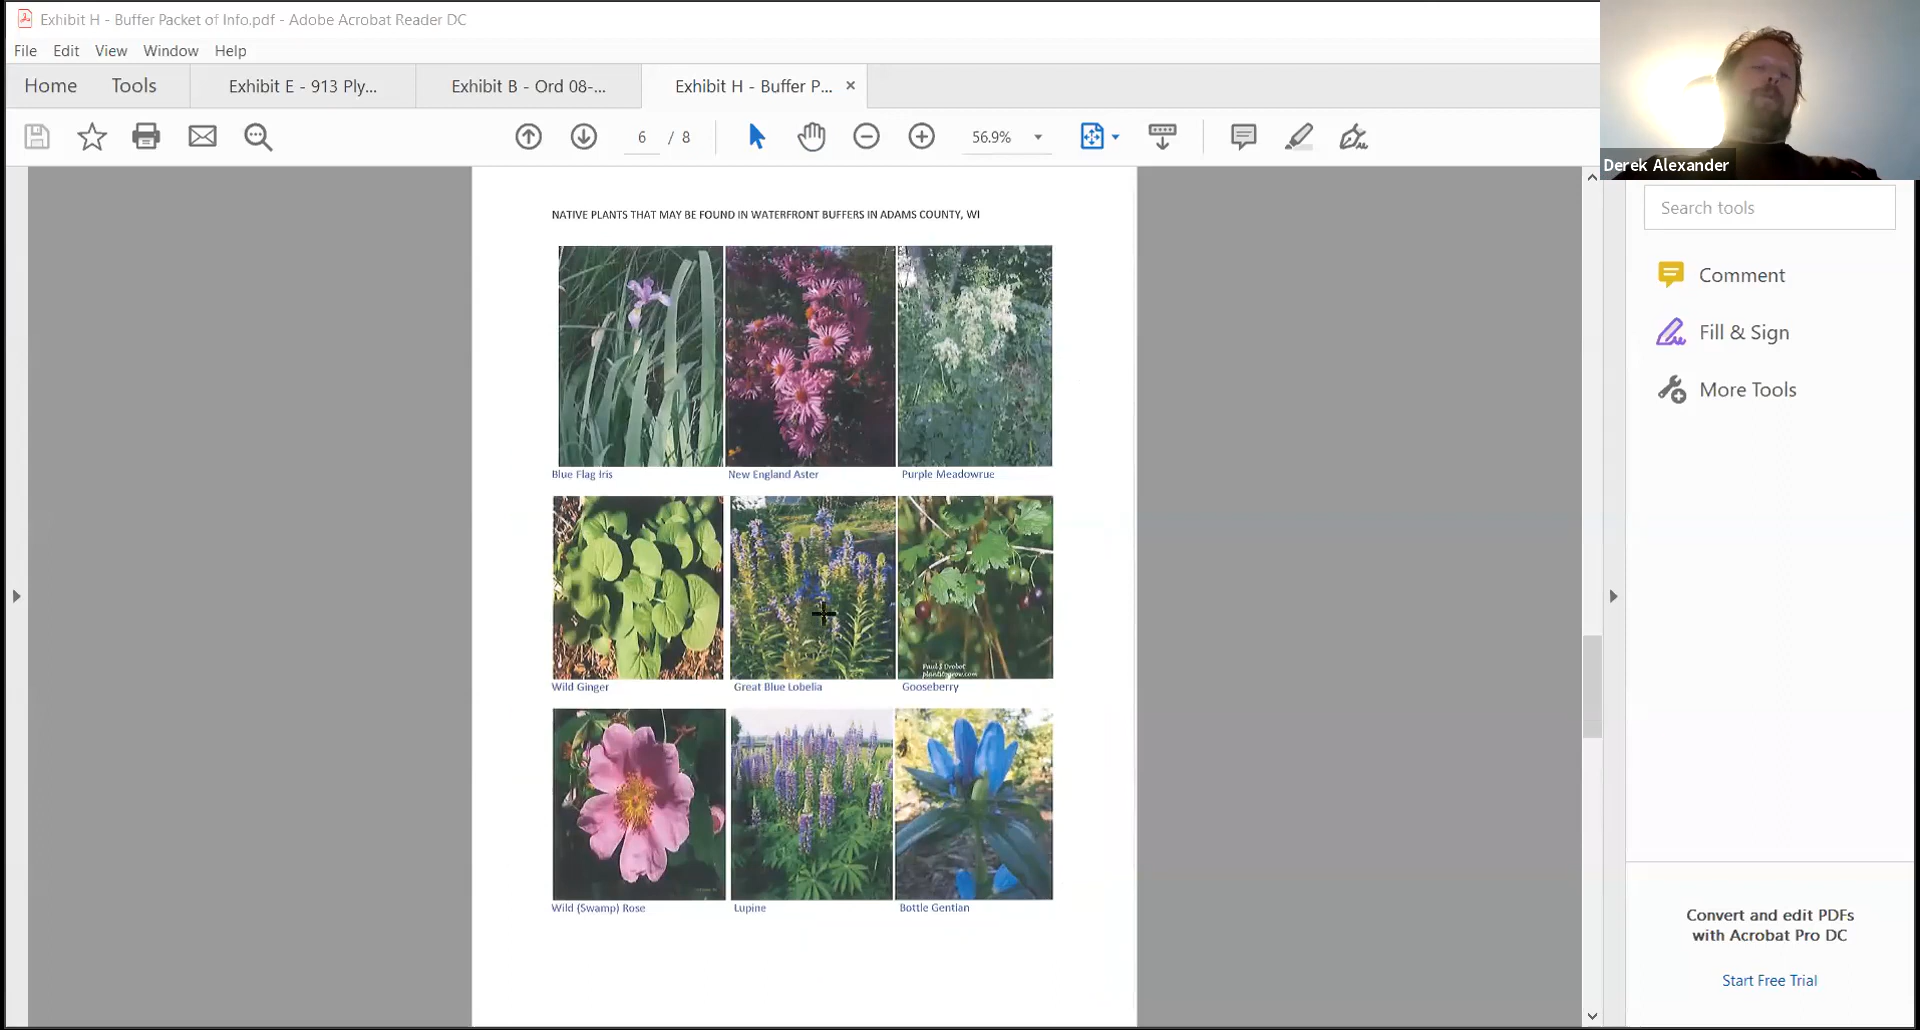 Exhibit H - Buffer Packet of Info.pdf - Adobe Acrobat Reader DC
File Edit View Window Help
Home Tools Exhibit E - 913 Ply... Exhibit B - Ord 08-... Exhibit H - Buffer P... ×
6 / 8 56.9%
Derek Alexander
Search tools
Comment
Fill & Sign
More Tools
Convert and edit PDFs
with Acrobat Pro DC
Start Free Trial
NATIVE PLANTS THAT MAY BE FOUND IN WATERFRONT BUFFERS IN ADAMS COUNTY, WI
Blue Flag Iris New England Aster Purple Meadowrue
Paul S Drobot
plantstogrow.com
Wild Ginger Great Blue Lobelia Gooseberry
Wild (Swamp) Rose Lupine Bottle Gentian